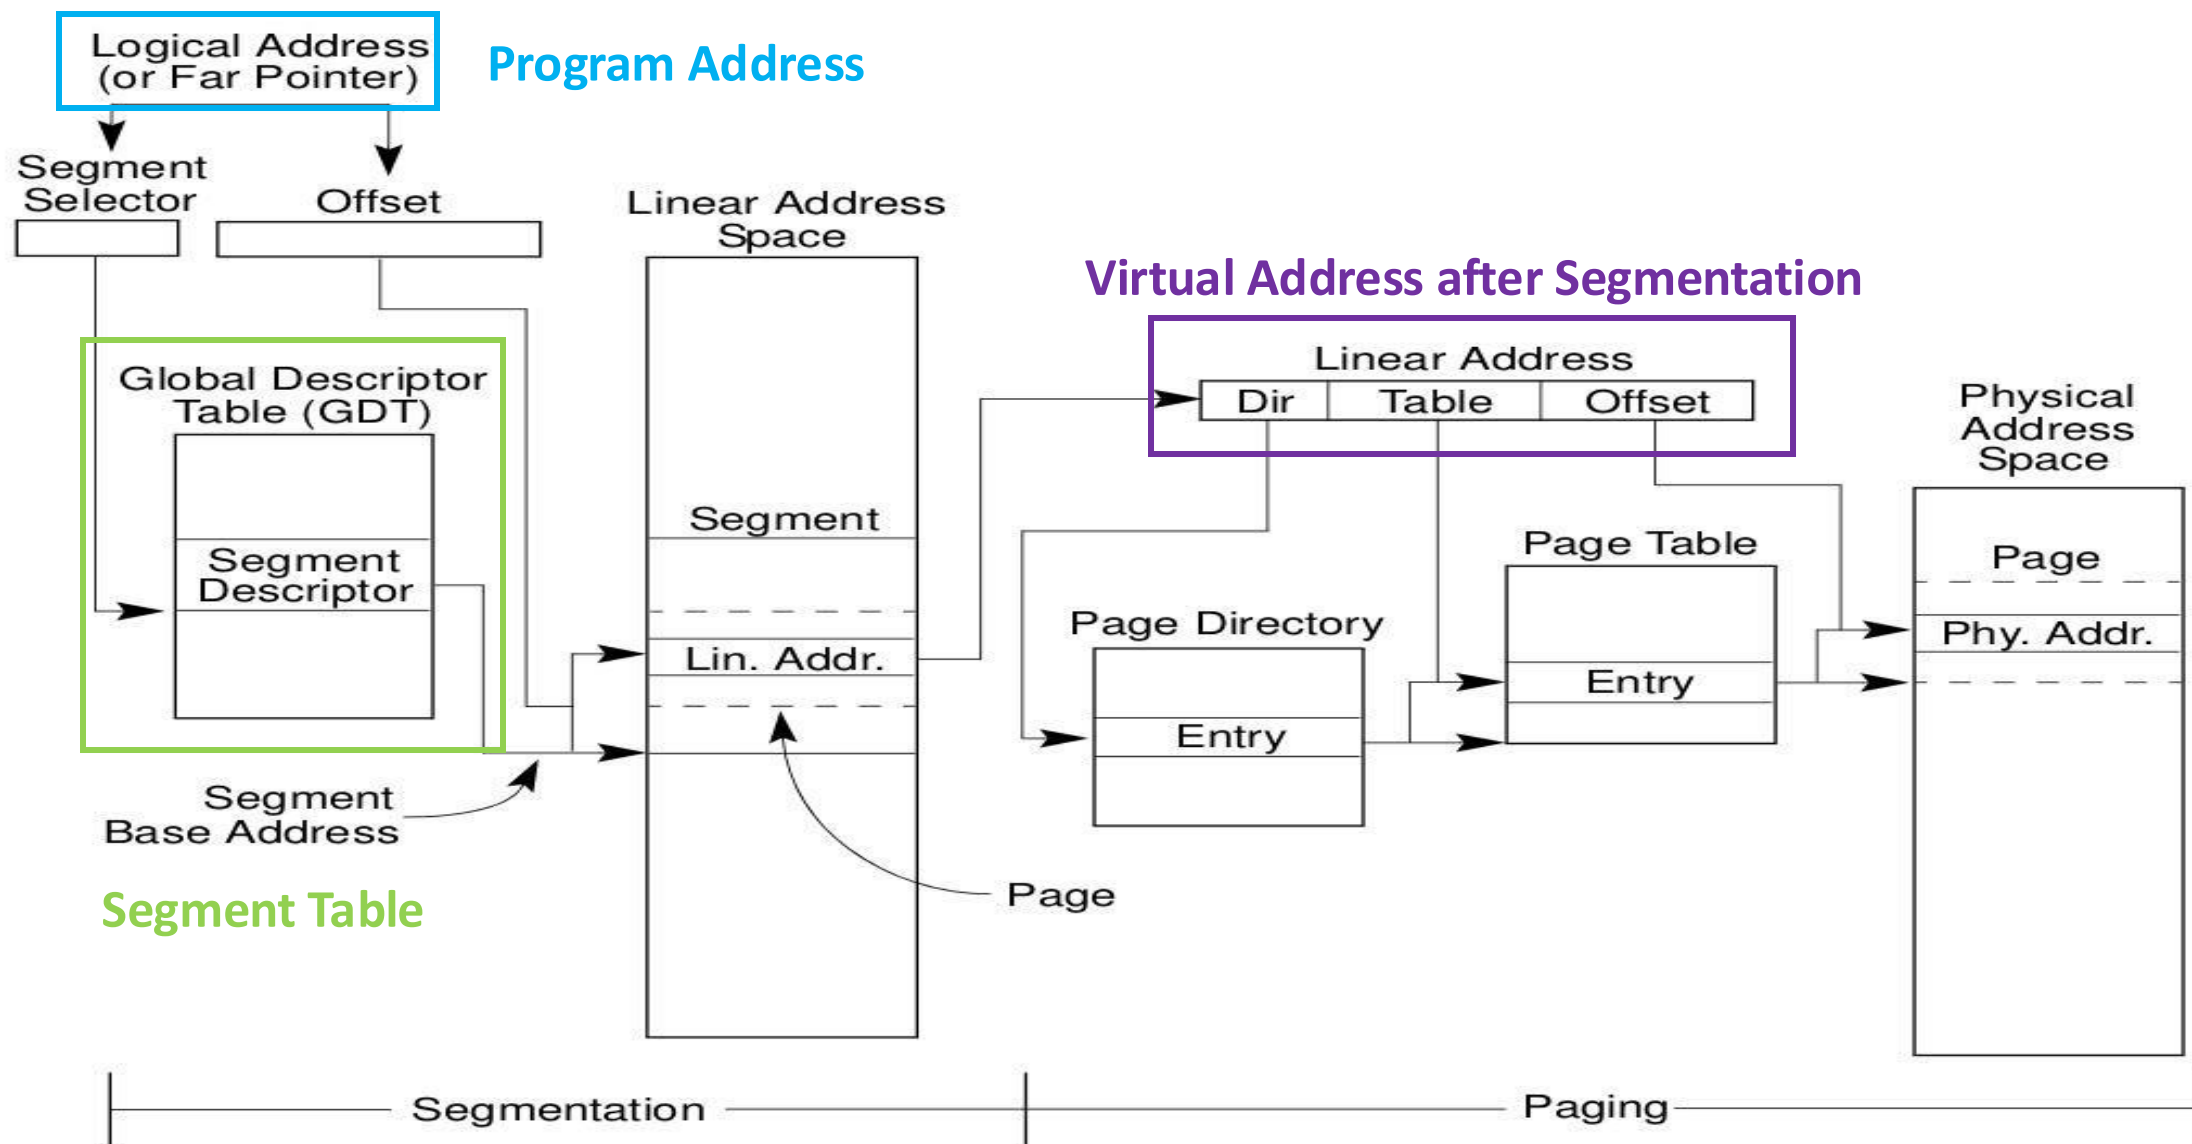 Logical Address
(or Far Pointer)
Program Address
Segment
Selector
Offset
Linear Address
Space
Virtual Address after Segmentation
Linear Address
Dir
Table
Offset
Global Descriptor
Table (GDT)
Physical
Address
Space
Segment
Segment
Descriptor
Page Table
Page
Page Directory
Lin. Addr.
Phy. Addr.
Entry
Entry
Segment
Base Address
Page
Segment Table
Segmentation
Paging